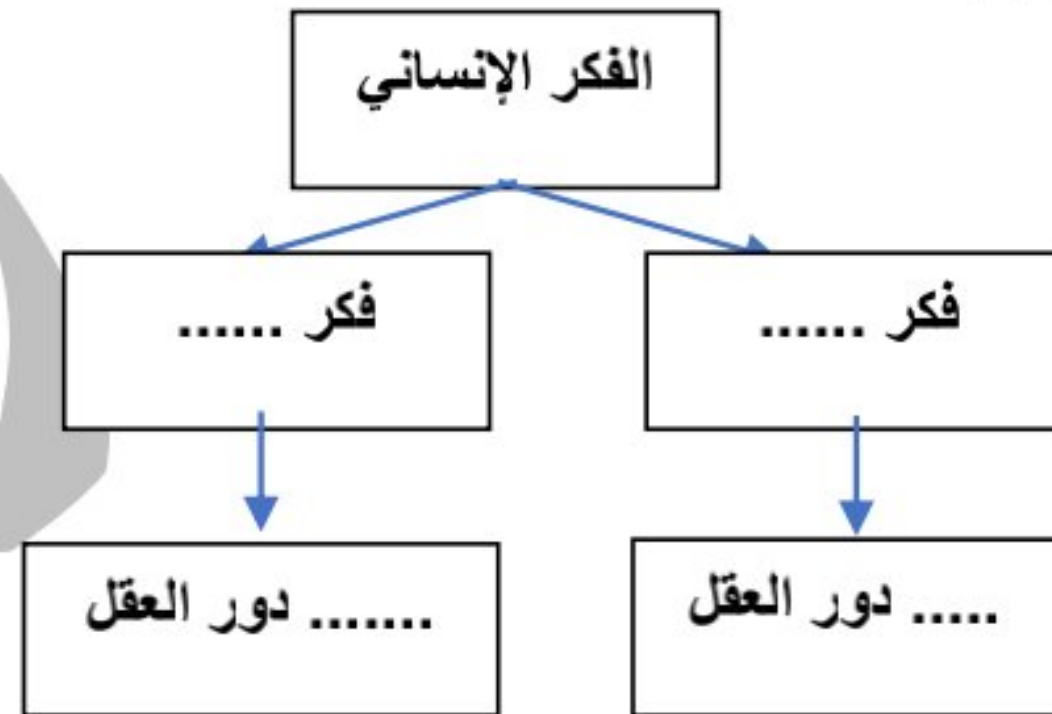 الفكر الإنساني
فكر ......
فكر ......
..... دور العقل
....... دور العقل